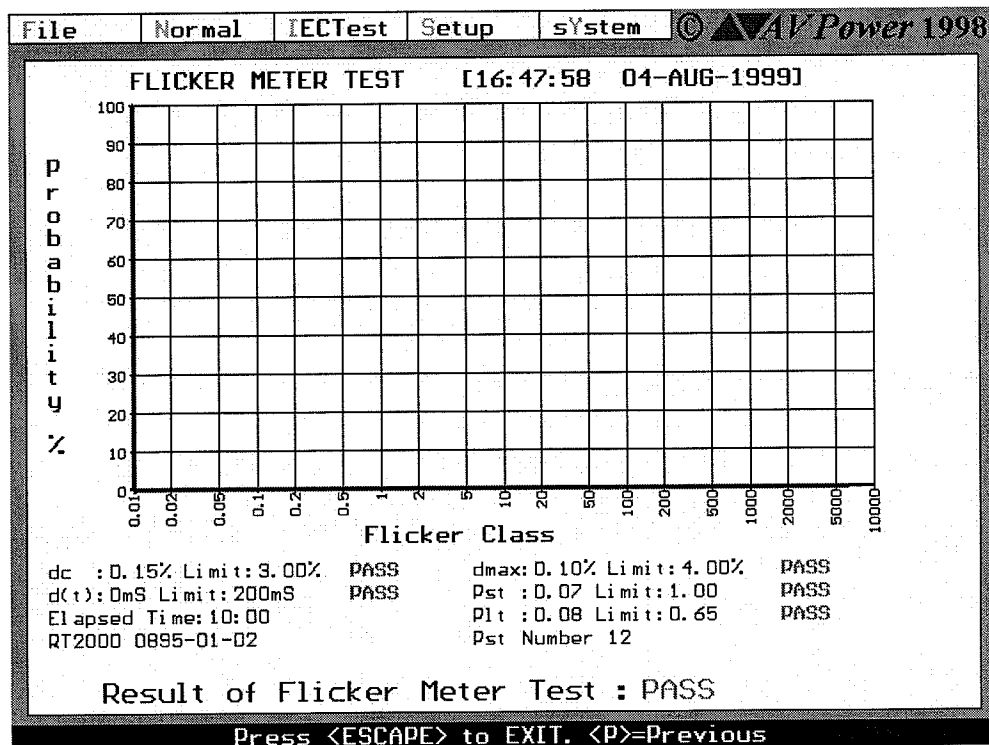 File Normal IECTest Setup sYstem © AVPower 1998
FLICKER METER TEST [16:47:58 04-AUG-1999]
probability %
100
90
80
70
60
50
40
30
20
10
0
0.01 0.02 0.05 0.1 0.2 0.5 1 2 5 10 20 50 100 200 500 1000 2000 5000 10000
Flicker Class
dc :0.15% Limit:3.00% PASS dmax:0.10% Limit:4.00% PASS
d(t):0mS Limit:200mS PASS Pst :0.07 Limit:1.00 PASS
Elapsed Time:10:00 Plt :0.08 Limit:0.65 PASS
RT2000 0895-01-02 Pst Number 12
Result of Flicker Meter Test : PASS
Press <ESCAPE> to EXIT. <P>=Previous